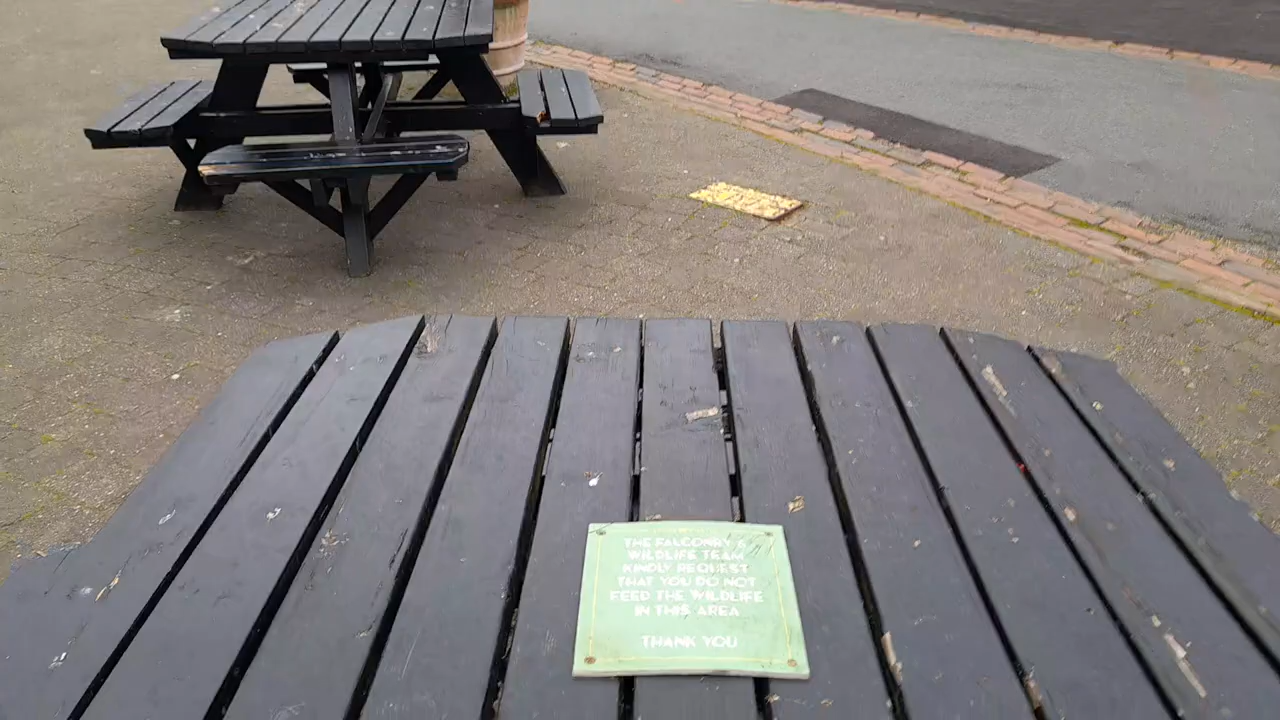 THE FALCONRY &
WILDLIFE TEAM
KINDLY REQUEST
THAT YOU DO NOT
FEED THE WILDLIFE
IN THIS AREA
THANK YOU